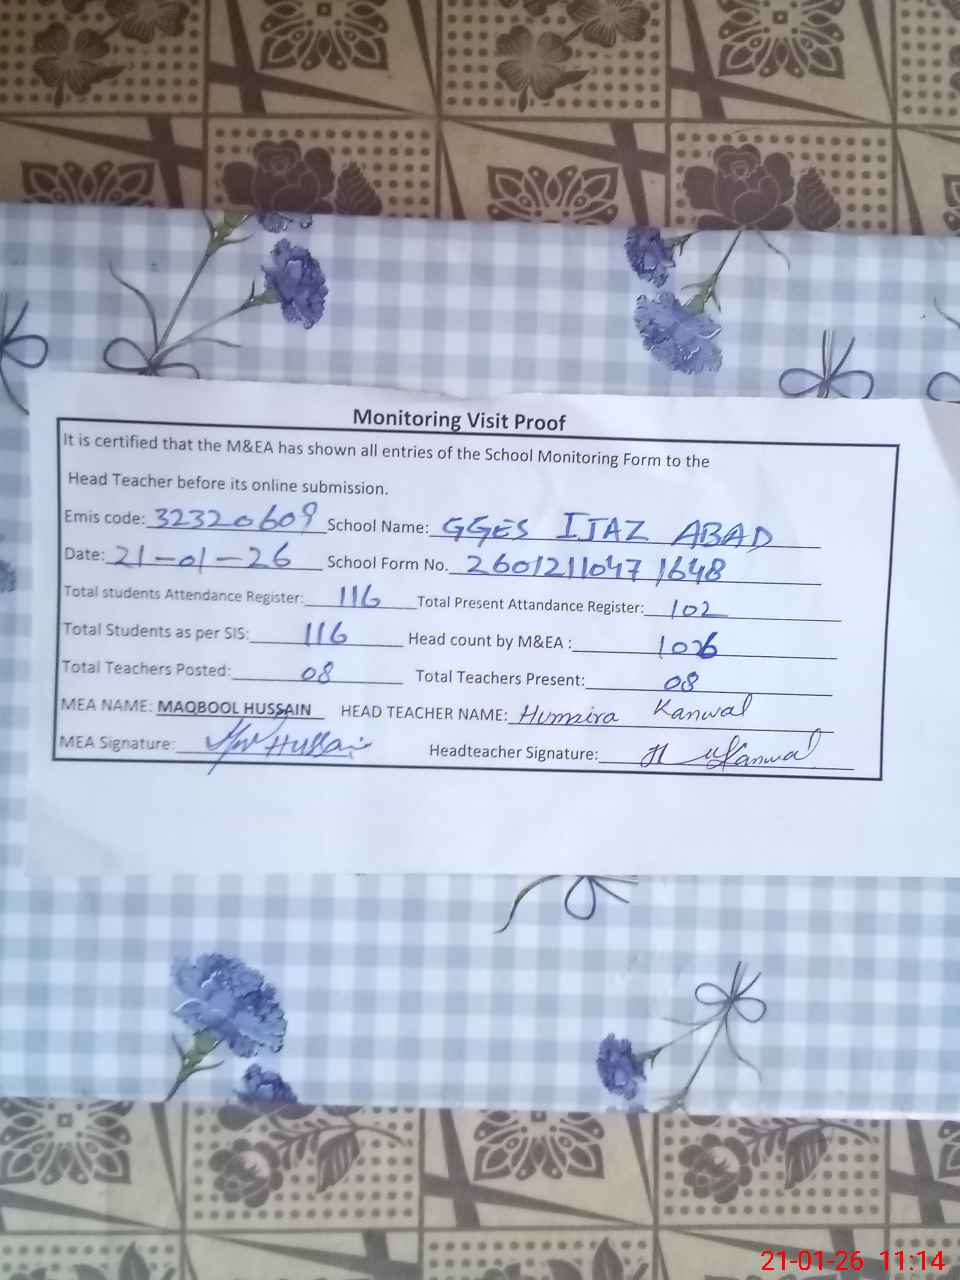 Monitoring Visit Proof
It is certified that the M&EA has shown all entries of the School Monitoring Form to the
Head Teacher before its online submission.
Emis code: 32320609 School Name: GGES IJAZ ABAD
Date: 21-01-26 School Form No. 2601211047 1648
Total students Attendance Register: 116 Total Present Attandance Register: 102
Total Students as per SIS: 116 Head count by M&EA :
Total Teachers Posted: 08 Total Teachers Present: 08
MEA NAME: MAQBOOL HUSSAIN HEAD TEACHER NAME: Humaira Kanwal
MEA Signature: Hussain Headteacher Signature: Kanwal
21-01-26 11:14